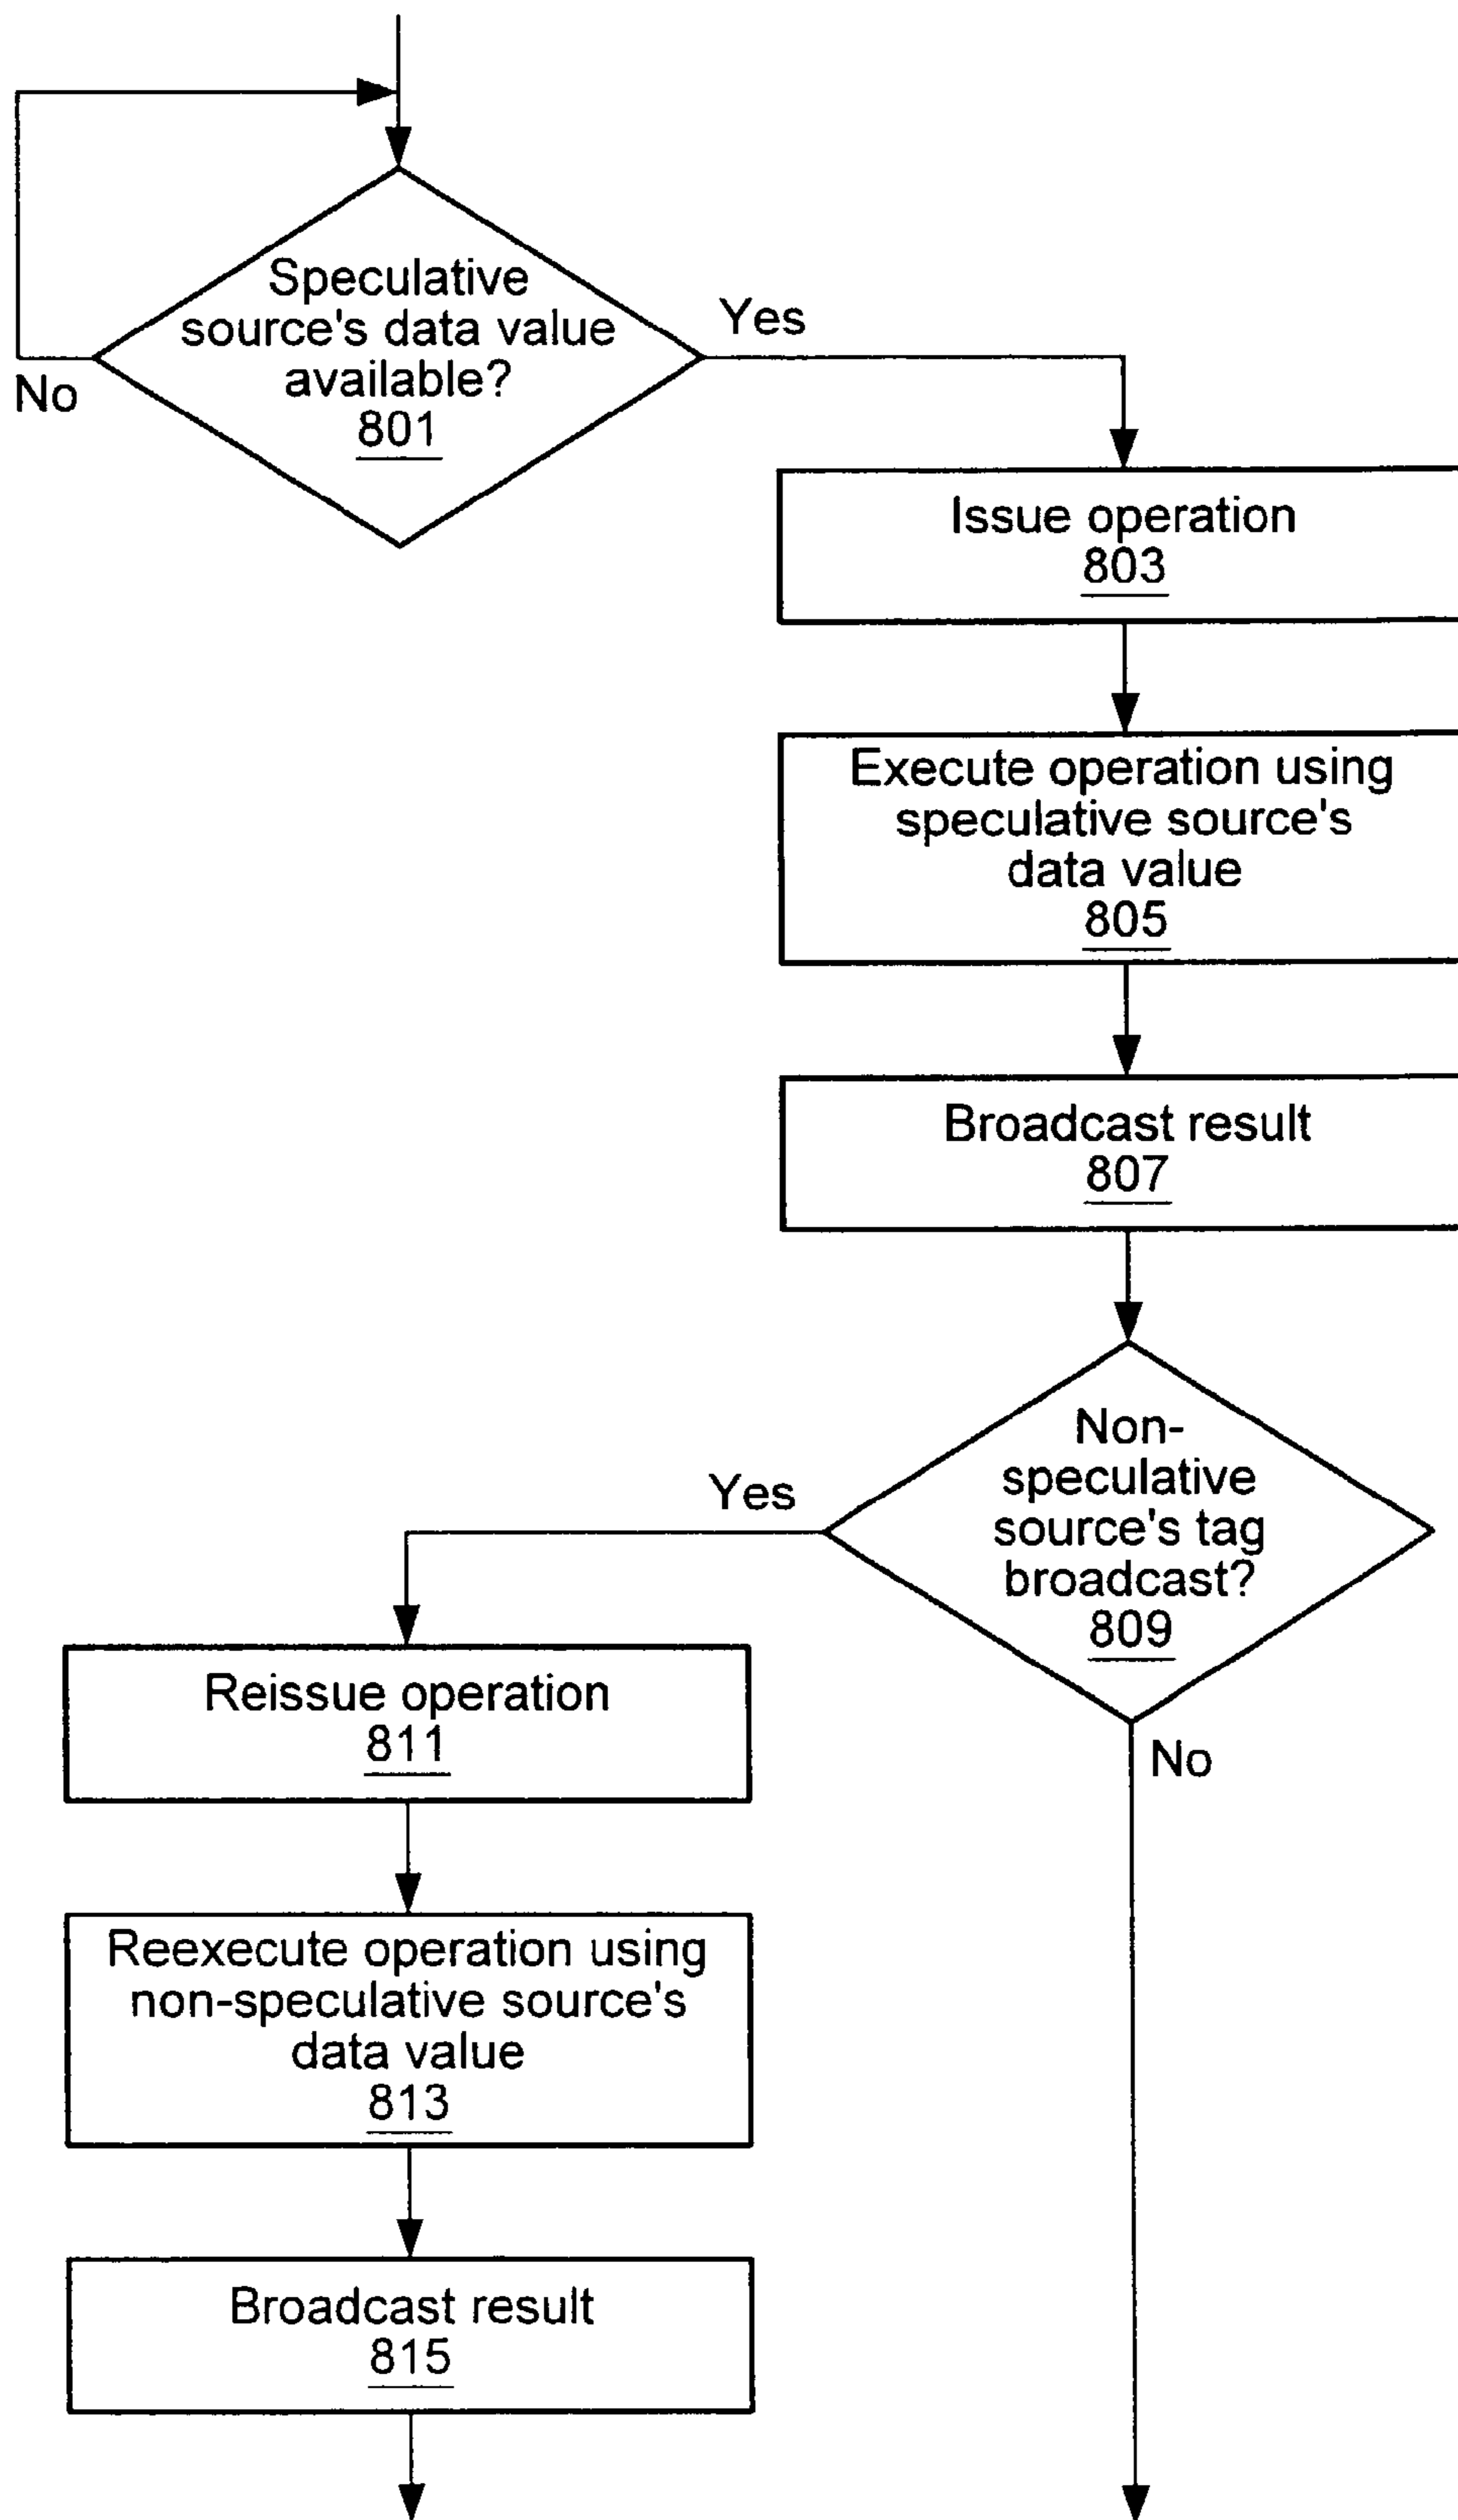 Speculative
source's data value
available?
801
No
Yes
Issue operation
803
Execute operation using
speculative source's
data value
805
Broadcast result
807
Non-
speculative
source's tag
broadcast?
809
Yes
No
Reissue operation
811
Reexecute operation using
non-speculative source's
data value
813
Broadcast result
815